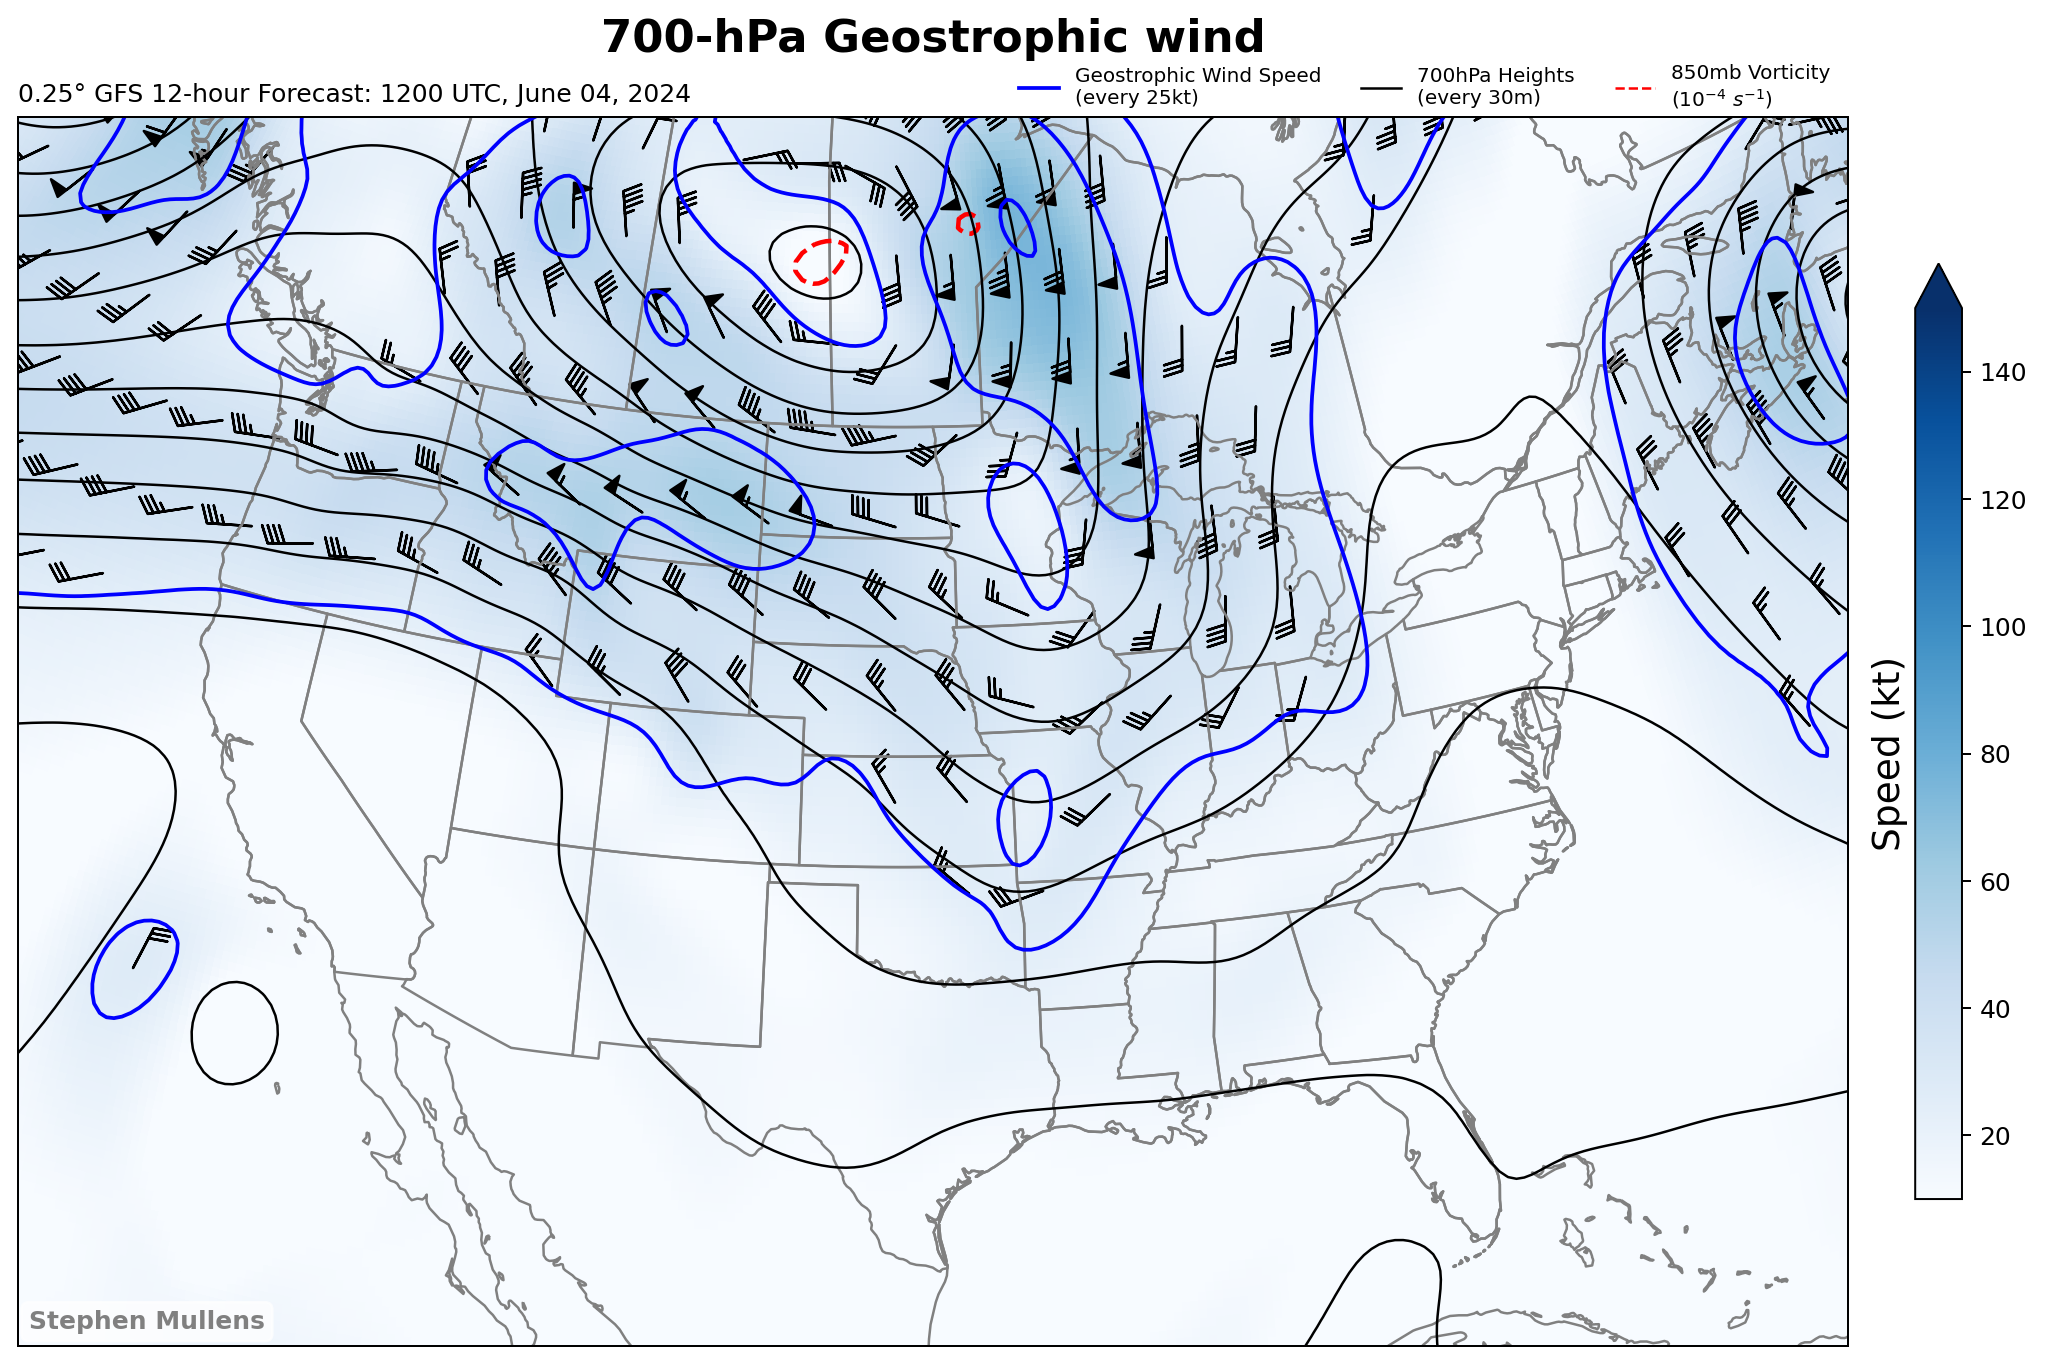 700-hPa Geostrophic wind
0.25° GFS 12-hour Forecast: 1200 UTC, June 04, 2024
Geostrophic Wind Speed
(every 25kt)
700hPa Heights
(every 30m)
850mb Vorticity
(10⁻⁴ s⁻¹)
140
120
100
80
60
40
20
Speed (kt)
Stephen Mullens